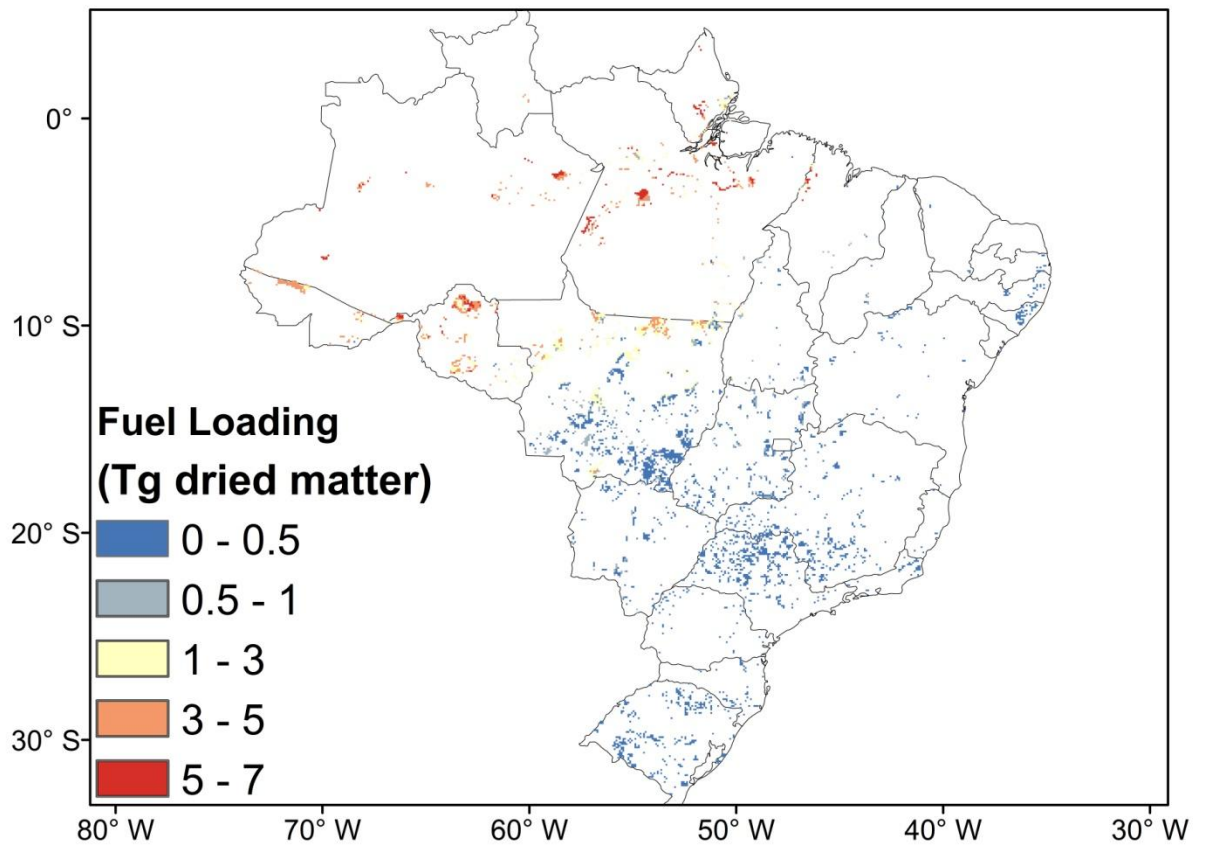 0°
10° S
20° S
30° S
Fuel Loading
(Tg dried matter)
0 - 0.5
0.5 - 1
1 - 3
3 - 5
5 - 7
80° W
70° W
60° W
50° W
40° W
30° W